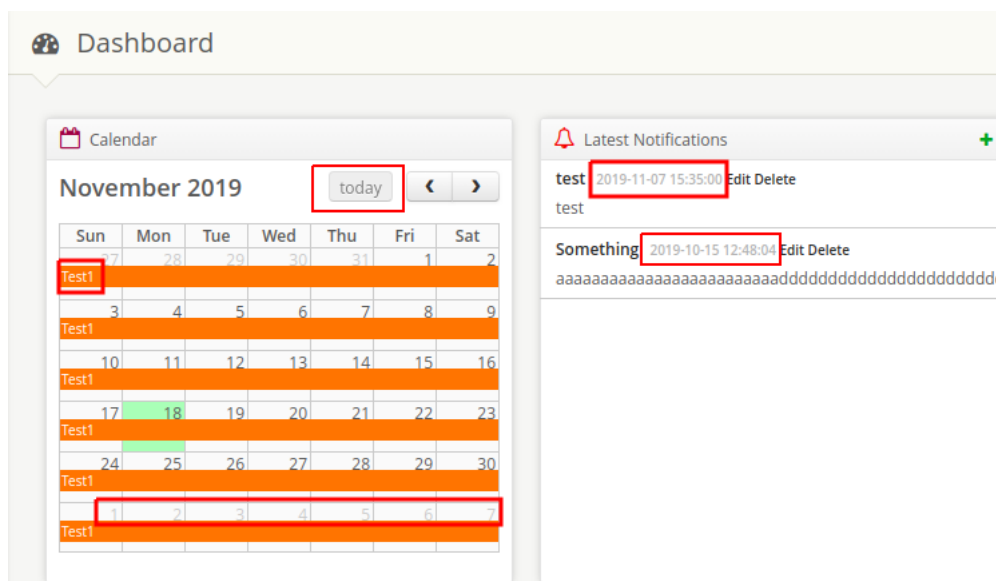 Dashboard
Calendar
November 2019
today
Sun Mon Tue Wed Thu Fri Sat
27 28 29 30 31 1 2
Test1
3 4 5 6 7 8 9
Test1
10 11 12 13 14 15 16
Test1
17 18 19 20 21 22 23
Test1
24 25 26 27 28 29 30
Test1
1 2 3 4 5 6 7
Test1
Latest Notifications
test 2019-11-07 15:35:00 Edit Delete
test
Something 2019-10-15 12:48:04 Edit Delete